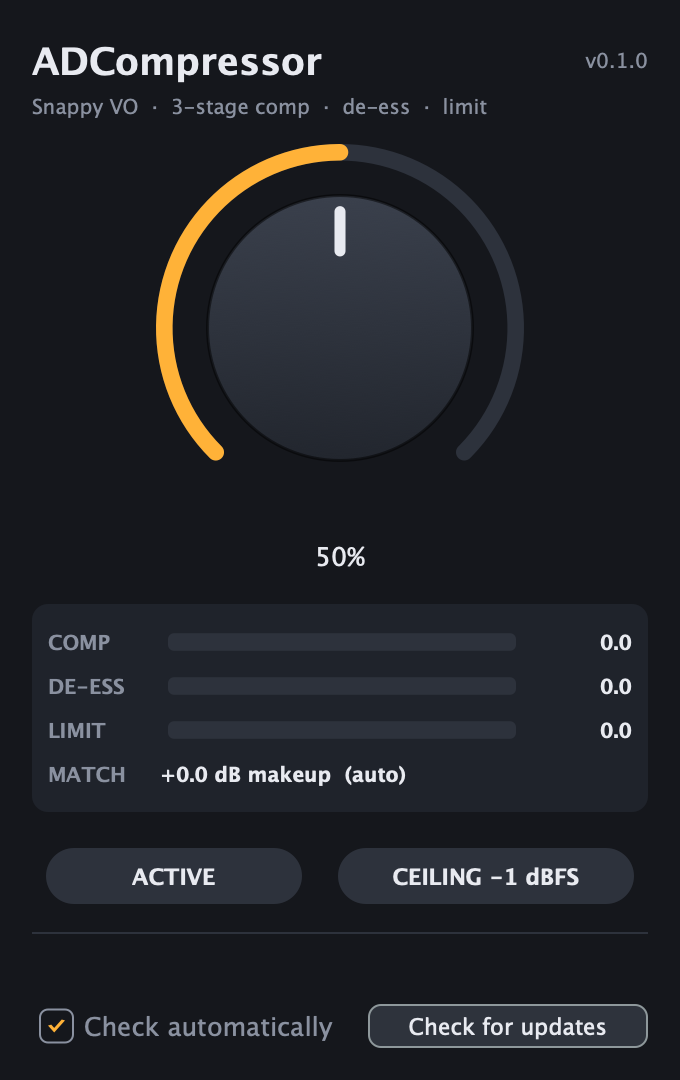 ADCompressor
v0.1.0
Snappy VO · 3-stage comp · de-ess · limit
50%
COMP 0.0
DE-ESS 0.0
LIMIT 0.0
MATCH +0.0 dB makeup (auto)
ACTIVE
CEILING -1 dBFS
Check automatically
Check for updates